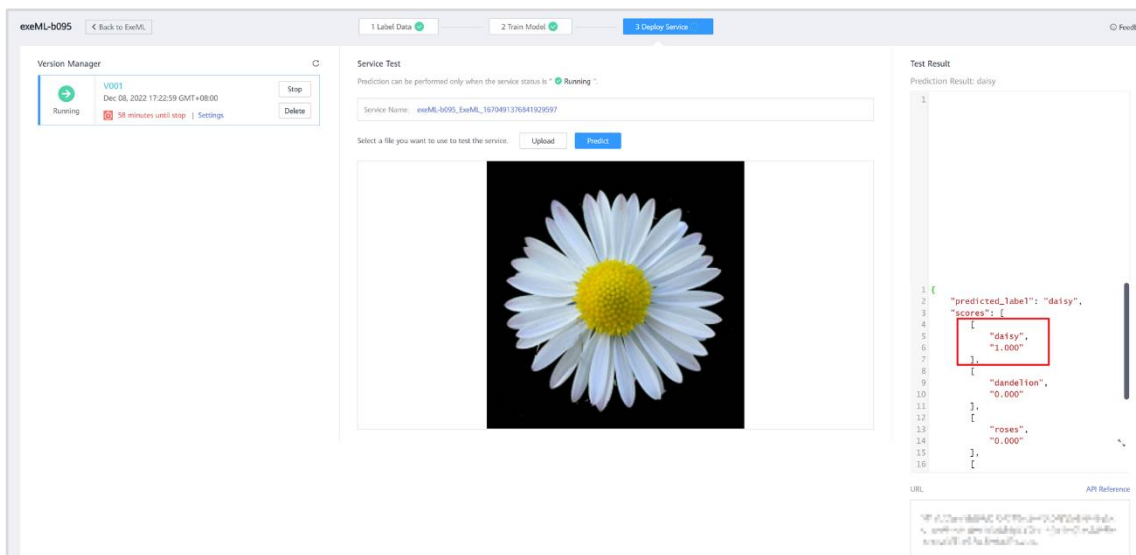 exeML-b095
< Back to ExeML
1 Label Data
2 Train Model
3 Deploy Service
Version Manager
V001
Dec 08, 2022 17:22:59 GMT+08:00
Running
58 minutes until stop | Settings
Stop
Delete
Service Test
Prediction can be performed only when the service status is " Running ".
Service Name: exeML-b095_ExeML_1670491376841929597
Select a file you want to use to test the service.
Upload
Predict
Test Result
Prediction Result: daisy
1
1 {
2 "predicted_label": "daisy",
3 "scores": [
4 [
5 "daisy",
6 "1.000"
7 ],
8 [
9 "dandelion",
10 "0.000"
11 ],
12 [
13 "roses",
14 "0.000"
15 ],
16 [
URL
API Reference